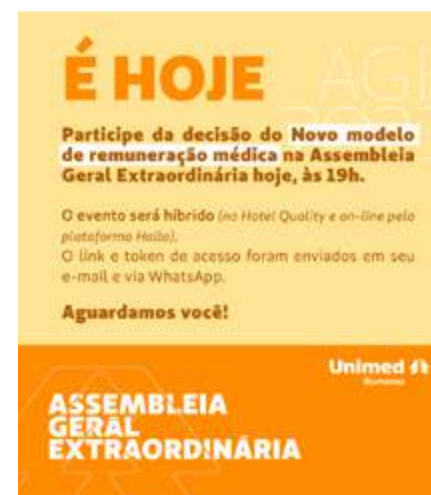 É HOJE
Participe da decisão do Novo modelo
de remuneração médica na Assembleia
Geral Extraordinária hoje, às 19h.
O evento será híbrido (no Hotel Quality e on-line pela
plataforma Hallo).
O link e token de acesso foram enviados em seu
e-mail e via WhatsApp.
Aguardamos você!
Unimed
ASSEMBLEIA
GERAL
EXTRAORDINÁRIA